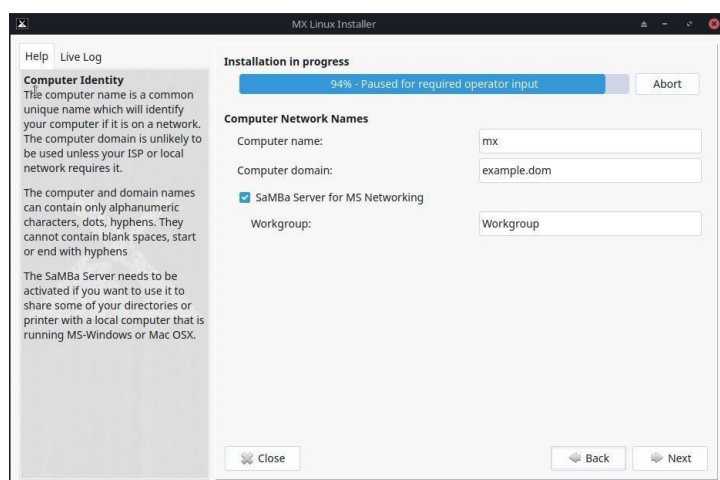 MX Linux Installer
Help
Live Log
Computer Identity
The computer name is a common
unique name which will identify
your computer if it is on a network.
The computer domain is unlikely to
be used unless your ISP or local
network requires it.
The computer and domain names
can contain only alphanumeric
characters, dots, hyphens. They
cannot contain blank spaces, start
or end with hyphens
The SaMBa Server needs to be
activated if you want to use it to
share some of your directories or
printer with a local computer that is
running MS-Windows or Mac OSX.
Installation in progress
94% - Paused for required operator input
Abort
Computer Network Names
Computer name:
mx
Computer domain:
example.dom
SaMBa Server for MS Networking
Workgroup:
Workgroup
Close
Back
Next